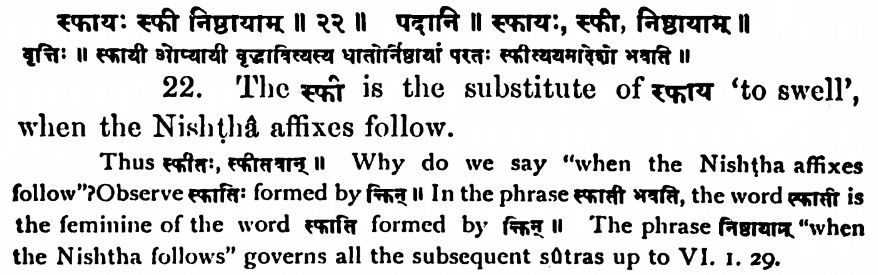 स्फायः स्फी निष्ठायाम् ॥ २२ ॥ पदानि ॥ स्फायः, स्फी, निष्ठायाम् ॥
वृत्तिः ॥ स्फायी ओप्यायी वृद्धावित्यस्य धातोर्निष्ठायां परतः स्फीत्ययमादेशो भवति ॥
22. The स्फी is the substitute of स्फाय 'to swell',
when the Nishṭhâ affixes follow.
Thus स्फीतः, स्फीतवान् ॥ Why do we say "when the Nishṭha affixes
follow"? Observe स्फातिः formed by क्तिन् ॥ In the phrase स्फाती भवति, the word स्फाती is
the feminine of the word स्फाति formed by क्तिन् ॥ The phrase निष्ठायाम् "when
the Nishtha follows" governs all the subsequent sûtras up to VI. 1. 29.